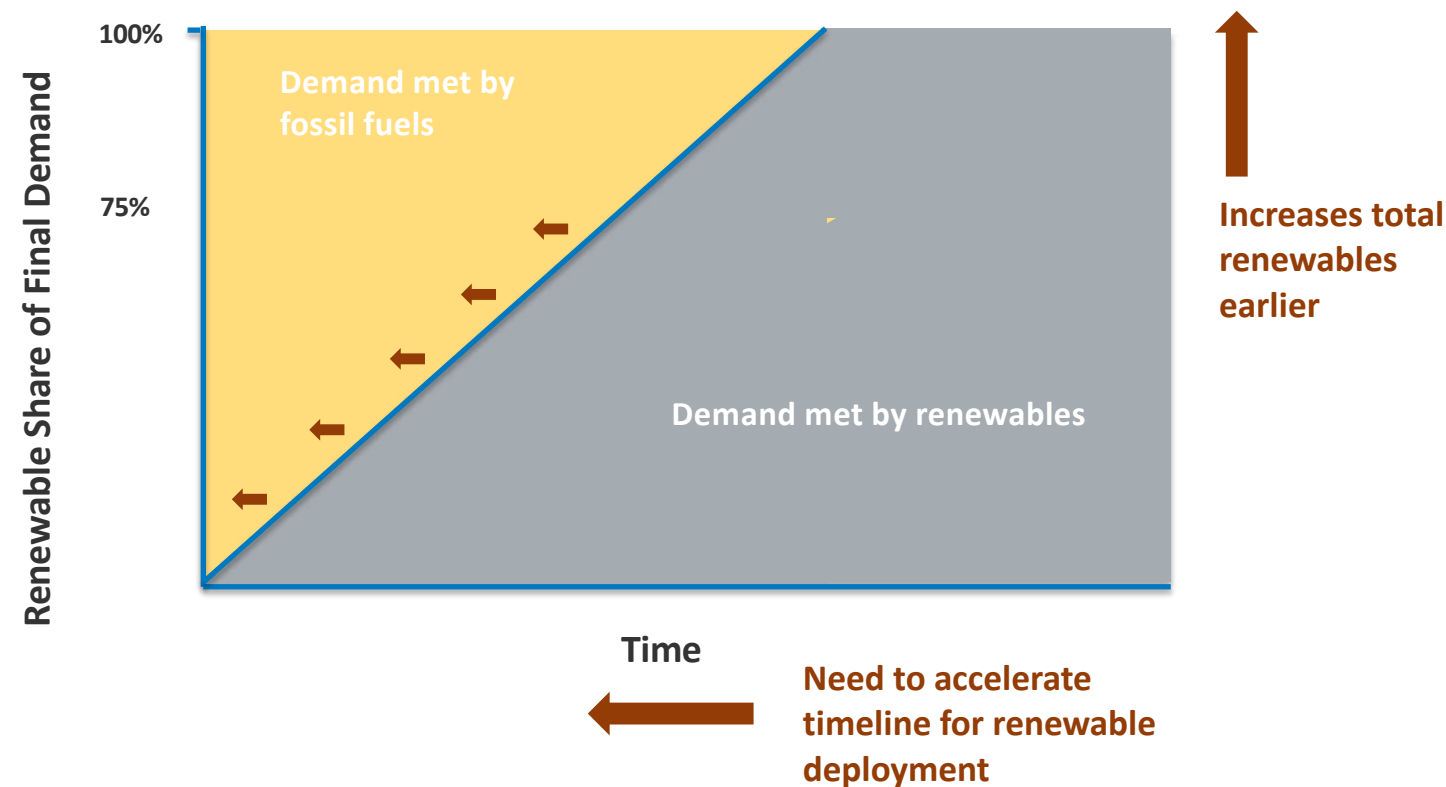 100%
Demand met by
fossil fuels
Renewable Share of Final Demand
75%
Increases total
renewables
earlier
Demand met by renewables
Time
Need to accelerate
timeline for renewable
deployment